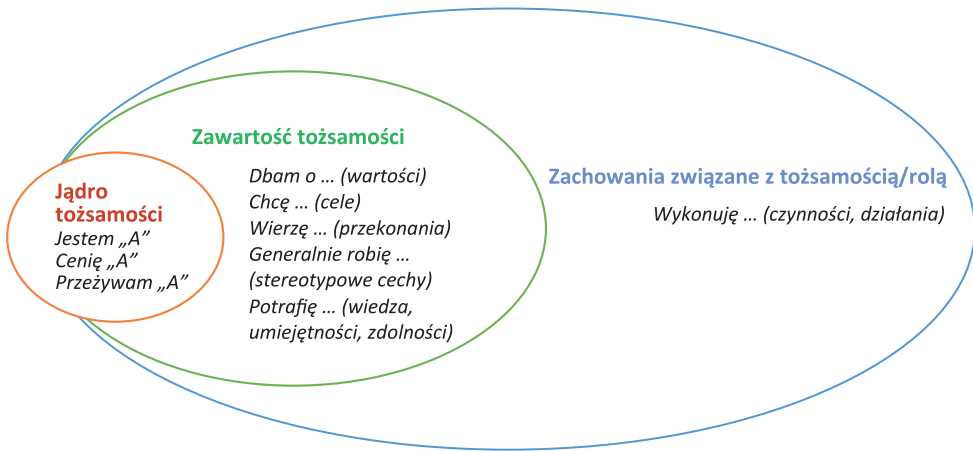 Jądro
tożsamości
Jestem „A”
Cenię „A”
Przeżywam „A”
Zawartość tożsamości
Dbam o … (wartości)
Chcę … (cele)
Wierzę … (przekonania)
Generalnie robię …
(stereotypowe cechy)
Potrafię … (wiedza,
umiejętności, zdolności)
Zachowania związane z tożsamością/rolą
Wykonuję … (czynności, działania)